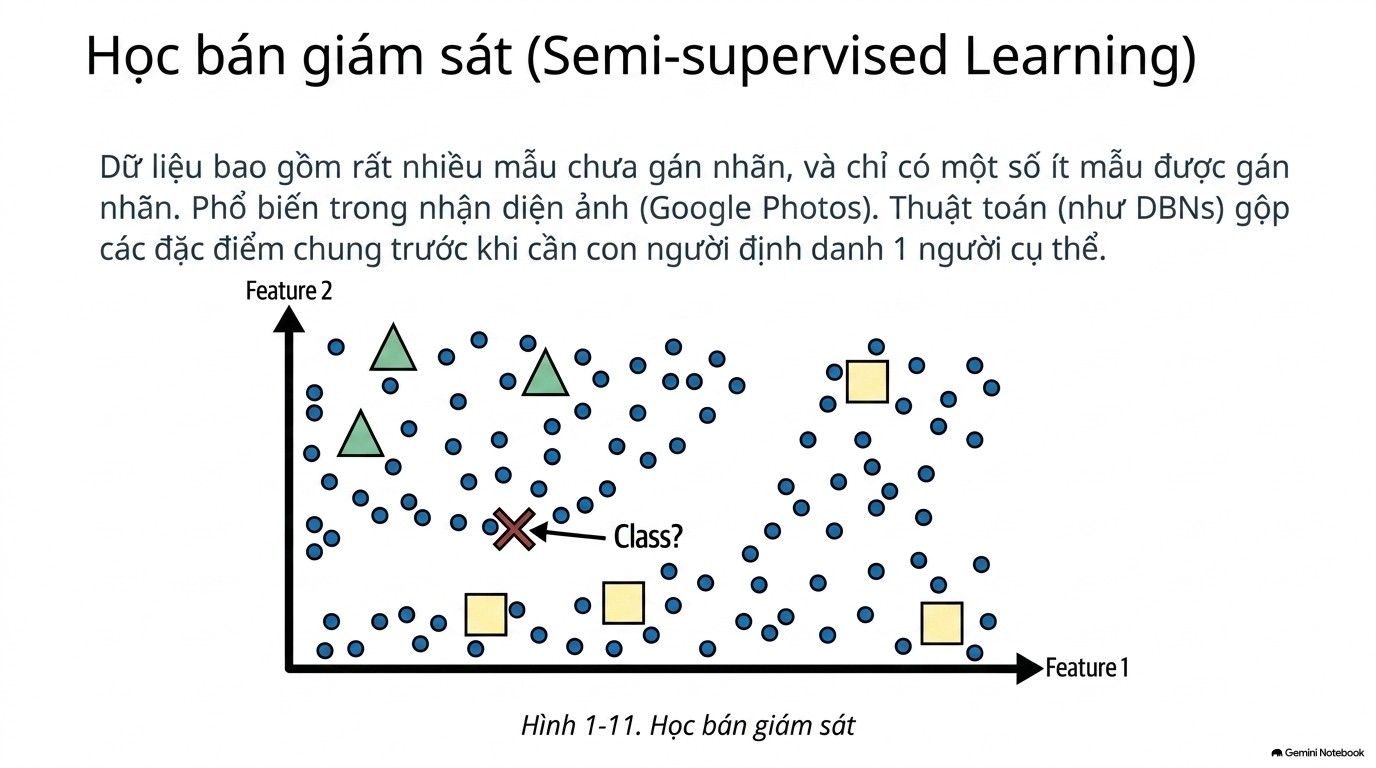 Học bán giám sát (Semi-supervised Learning)
Dữ liệu bao gồm rất nhiều mẫu chưa gán nhãn, và chỉ có một số ít mẫu được gán
nhãn. Phổ biến trong nhận diện ảnh (Google Photos). Thuật toán (như DBNs) gộp
các đặc điểm chung trước khi cần con người định danh 1 người cụ thể.
Feature 2
Class?
Feature 1
Hình 1-11. Học bán giám sát
Gemini Notebook